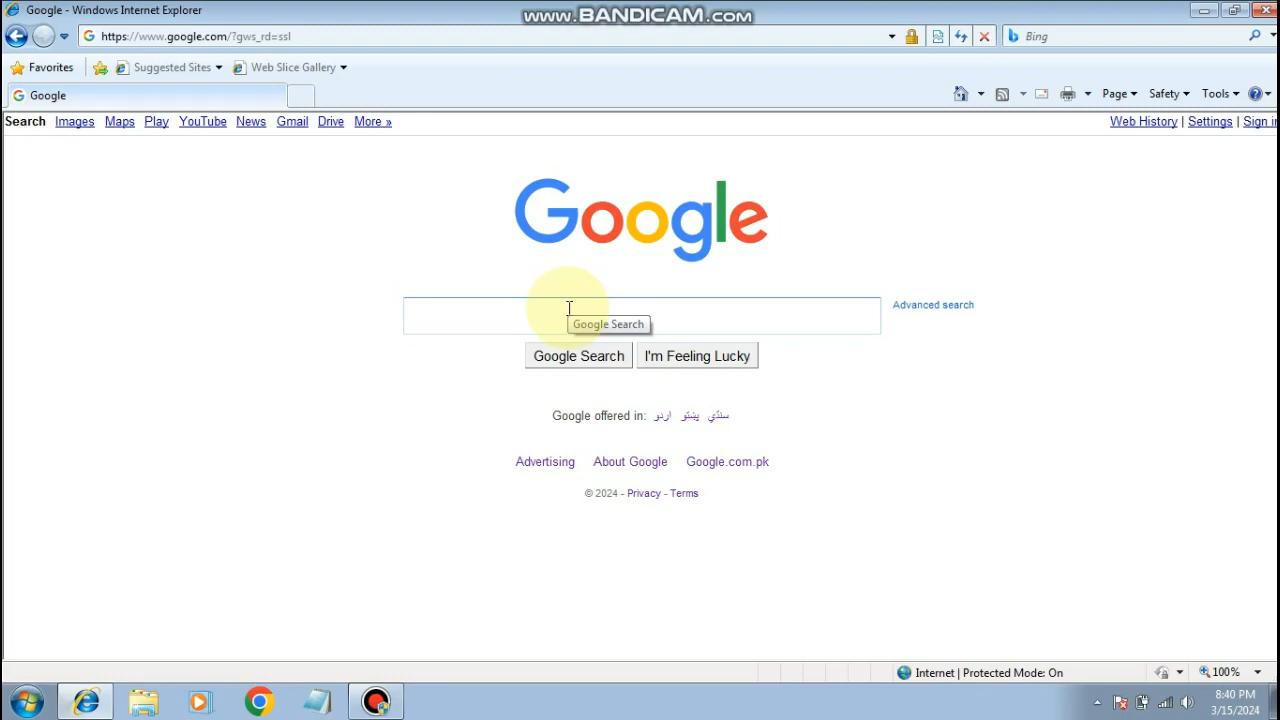 Google - Windows Internet Explorer
www.BANDICAM.com
https://www.google.com/?gws_rd=ssl
Bing
Favorites Suggested Sites Web Slice Gallery
Google
Page Safety Tools
Search Images Maps Play YouTube News Gmail Drive More »
Web History | Settings | Sign in
Google
Advanced search
Google Search
Google Search I'm Feeling Lucky
Google offered in: اردو پښتو سنڌي
Advertising About Google Google.com.pk
© 2024 - Privacy - Terms
Internet | Protected Mode: On
100%
8:40 PM
3/15/2024